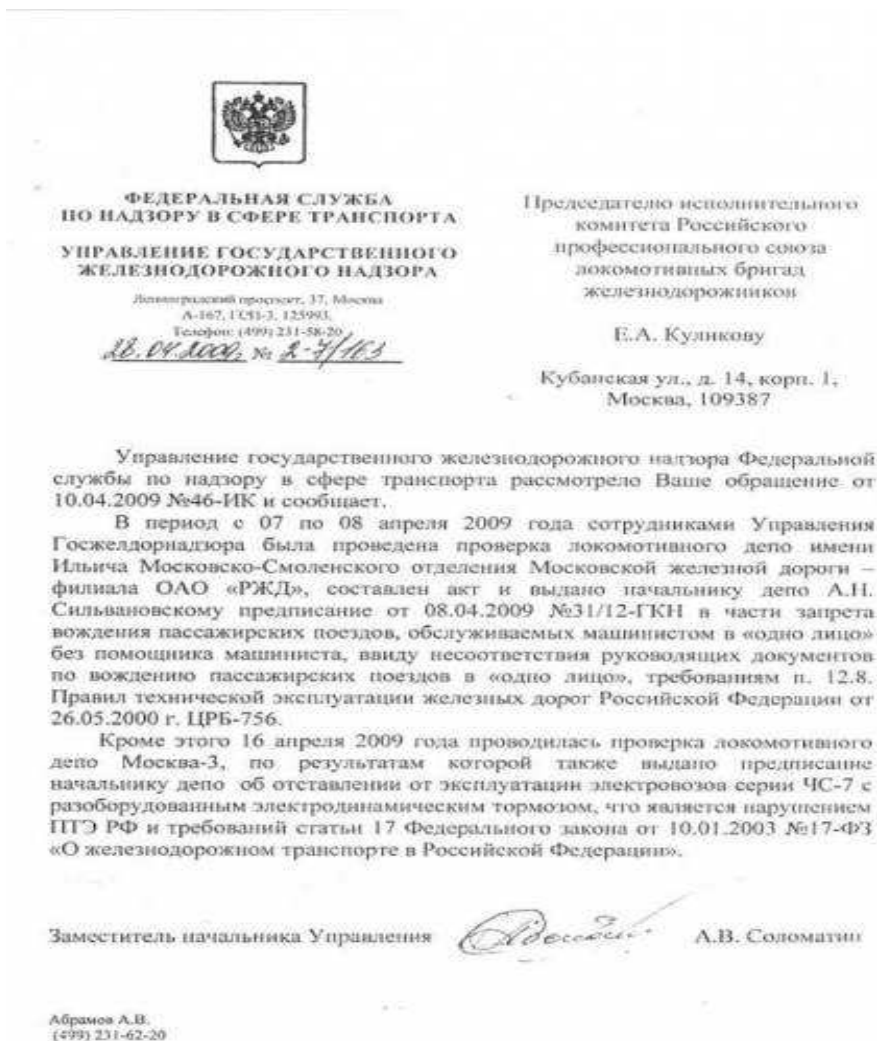 ФЕДЕРАЛЬНАЯ СЛУЖБА
ПО НАДЗОРУ В СФЕРЕ ТРАНСПОРТА
УПРАВЛЕНИЕ ГОСУДАРСТВЕННОГО
ЖЕЛЕЗНОДОРОЖНОГО НАДЗОРА
Ленинградский проспект, 37, Москва
А-167, ГСП-3, 125993,
Телефон: (499) 231-58-20
28.04.2009г № 2-7/163
Председателю исполнительного
комитета Российского
профессионального союза
локомотивных бригад
железнодорожников
Е.А. Куликову
Кубанская ул., д. 14, корп. 1,
Москва, 109387
Управление государственного железнодорожного надзора Федеральной
службы по надзору в сфере транспорта рассмотрело Ваше обращение от
10.04.2009 №46-ИК и сообщает.
В период с 07 по 08 апреля 2009 года сотрудниками Управления
Госжелдорнадзора была проведена проверка локомотивного депо имени
Ильича Московско-Смоленского отделения Московской железной дороги –
филиала ОАО «РЖД», составлен акт и выдано начальнику депо А.Н.
Сильвановскому предписание от 08.04.2009 №31/12-ГКН в части запрета
вождения пассажирских поездов, обслуживаемых машинистом в «одно лицо»
без помощника машиниста, ввиду несоответствия руководящих документов
по вождению пассажирских поездов в «одно лицо», требованиям п. 12.8.
Правил технической эксплуатации железных дорог Российской Федерации от
26.05.2000 г. ЦРБ-756.
Кроме этого 16 апреля 2009 года проводилась проверка локомотивного
депо Москва-3, по результатам которой также выдано предписание
начальнику депо об отставлении от эксплуатации электровозов серии ЧС-7 с
разоборудованным электродинамическим тормозом, что является нарушением
ПТЭ РФ и требований статьи 17 Федерального закона от 10.01.2003 №17-ФЗ
«О железнодорожном транспорте в Российской Федерации».
Заместитель начальника Управления
А.В. Соломатин
Абрамов А.В.
(499) 231-62-20